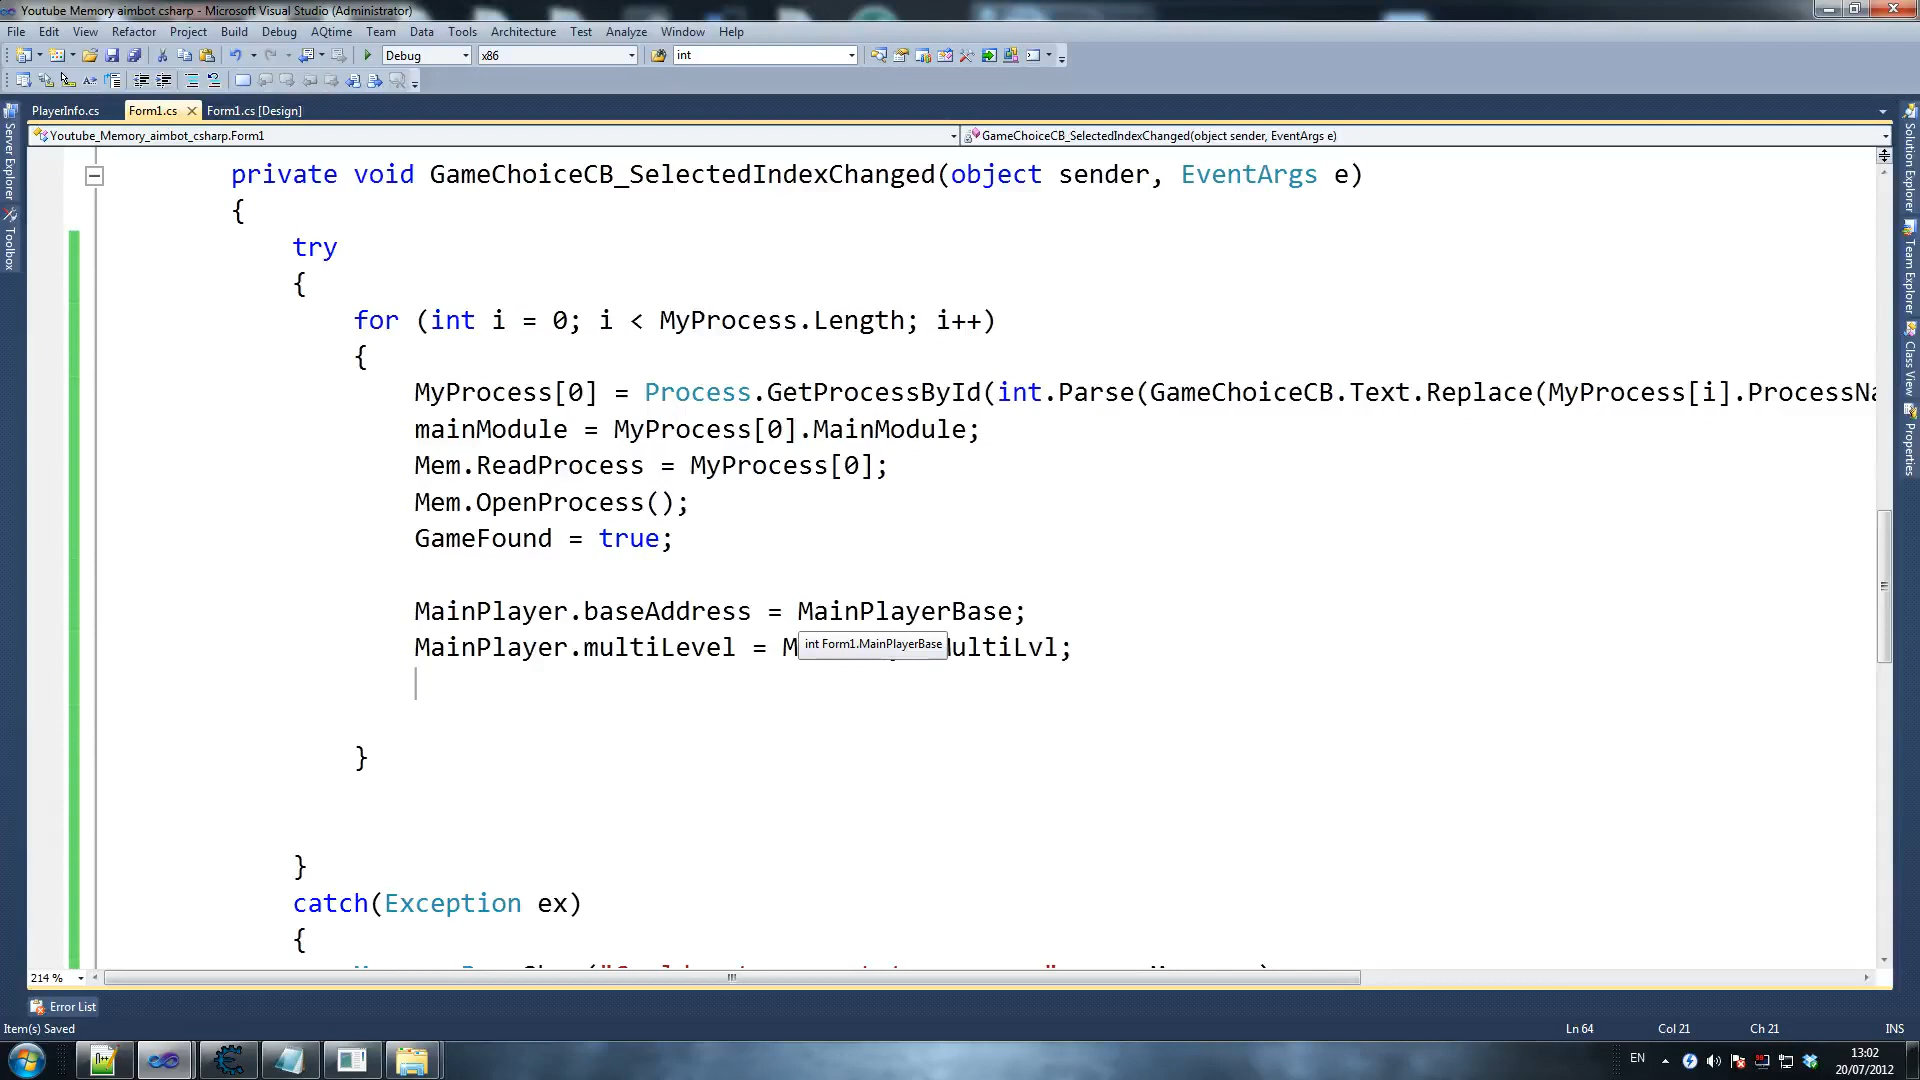 Youtube Memory aimbot csharp - Microsoft Visual Studio (Administrator)
File Edit View Refactor Project Build Debug AQtime Team Data Tools Architecture Test Analyze Window Help
Debug x86 int
PlayerInfo.cs Form1.cs Form1.cs [Design]
Youtube_Memory_aimbot_csharp.Form1 GameChoiceCB_SelectedIndexChanged(object sender, EventArgs e)
private void GameChoiceCB_SelectedIndexChanged(object sender, EventArgs e)
{
try
{
for (int i = 0; i < MyProcess.Length; i++)
{
MyProcess[0] = Process.GetProcessById(int.Parse(GameChoiceCB.Text.Replace(MyProcess[i].ProcessNa
mainModule = MyProcess[0].MainModule;
Mem.ReadProcess = MyProcess[0];
Mem.OpenProcess();
GameFound = true;
MainPlayer.baseAddress = MainPlayerBase;
MainPlayer.multiLevel = M ultiLvl;
int Form1.MainPlayerBase
}
}
catch(Exception ex)
{
214 %
Error List
Item(s) Saved Ln 64 Col 21 Ch 21 INS
EN 13:02
20/07/2012
Server Explorer
Toolbox
Solution Explorer
Team Explorer
Class View
Properties